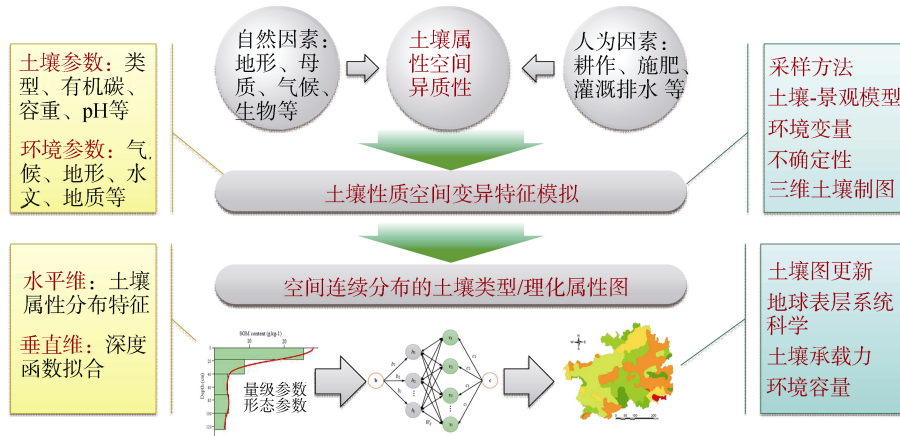 自然因素：
地形、母
质、气候、
生物等
土壤属
性空间
异质性
人为因素：
耕作、施肥、
灌溉排水 等
土壤参数：类
型、有机碳、
容重、pH等
环境参数：气
候、地形、水
文、地质等
采样方法
土壤-景观模型
环境变量
不确定性
三维土壤制图
土壤性质空间变异特征模拟
空间连续分布的土壤类型/理化属性图
水平维：土壤
属性分布特征
垂直维：深度
函数拟合
SOM content (g/kg-1)
10
20
Depth (cm)
量级参数
形态参数
b
c
土壤图更新
地球表层系统
科学
土壤承载力
环境容量